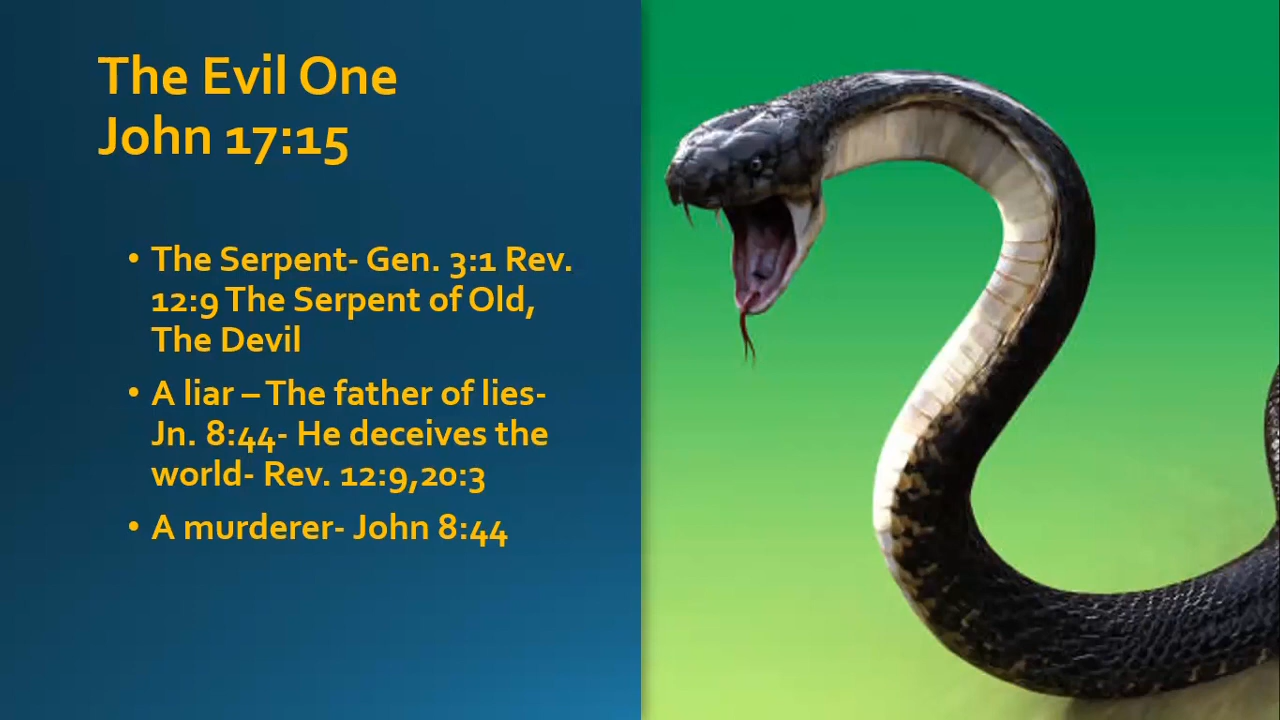 The Evil One
John 17:15
• The Serpent- Gen. 3:1 Rev.
12:9 The Serpent of Old,
The Devil
• A liar – The father of lies-
Jn. 8:44- He deceives the
world- Rev. 12:9,20:3
• A murderer- John 8:44